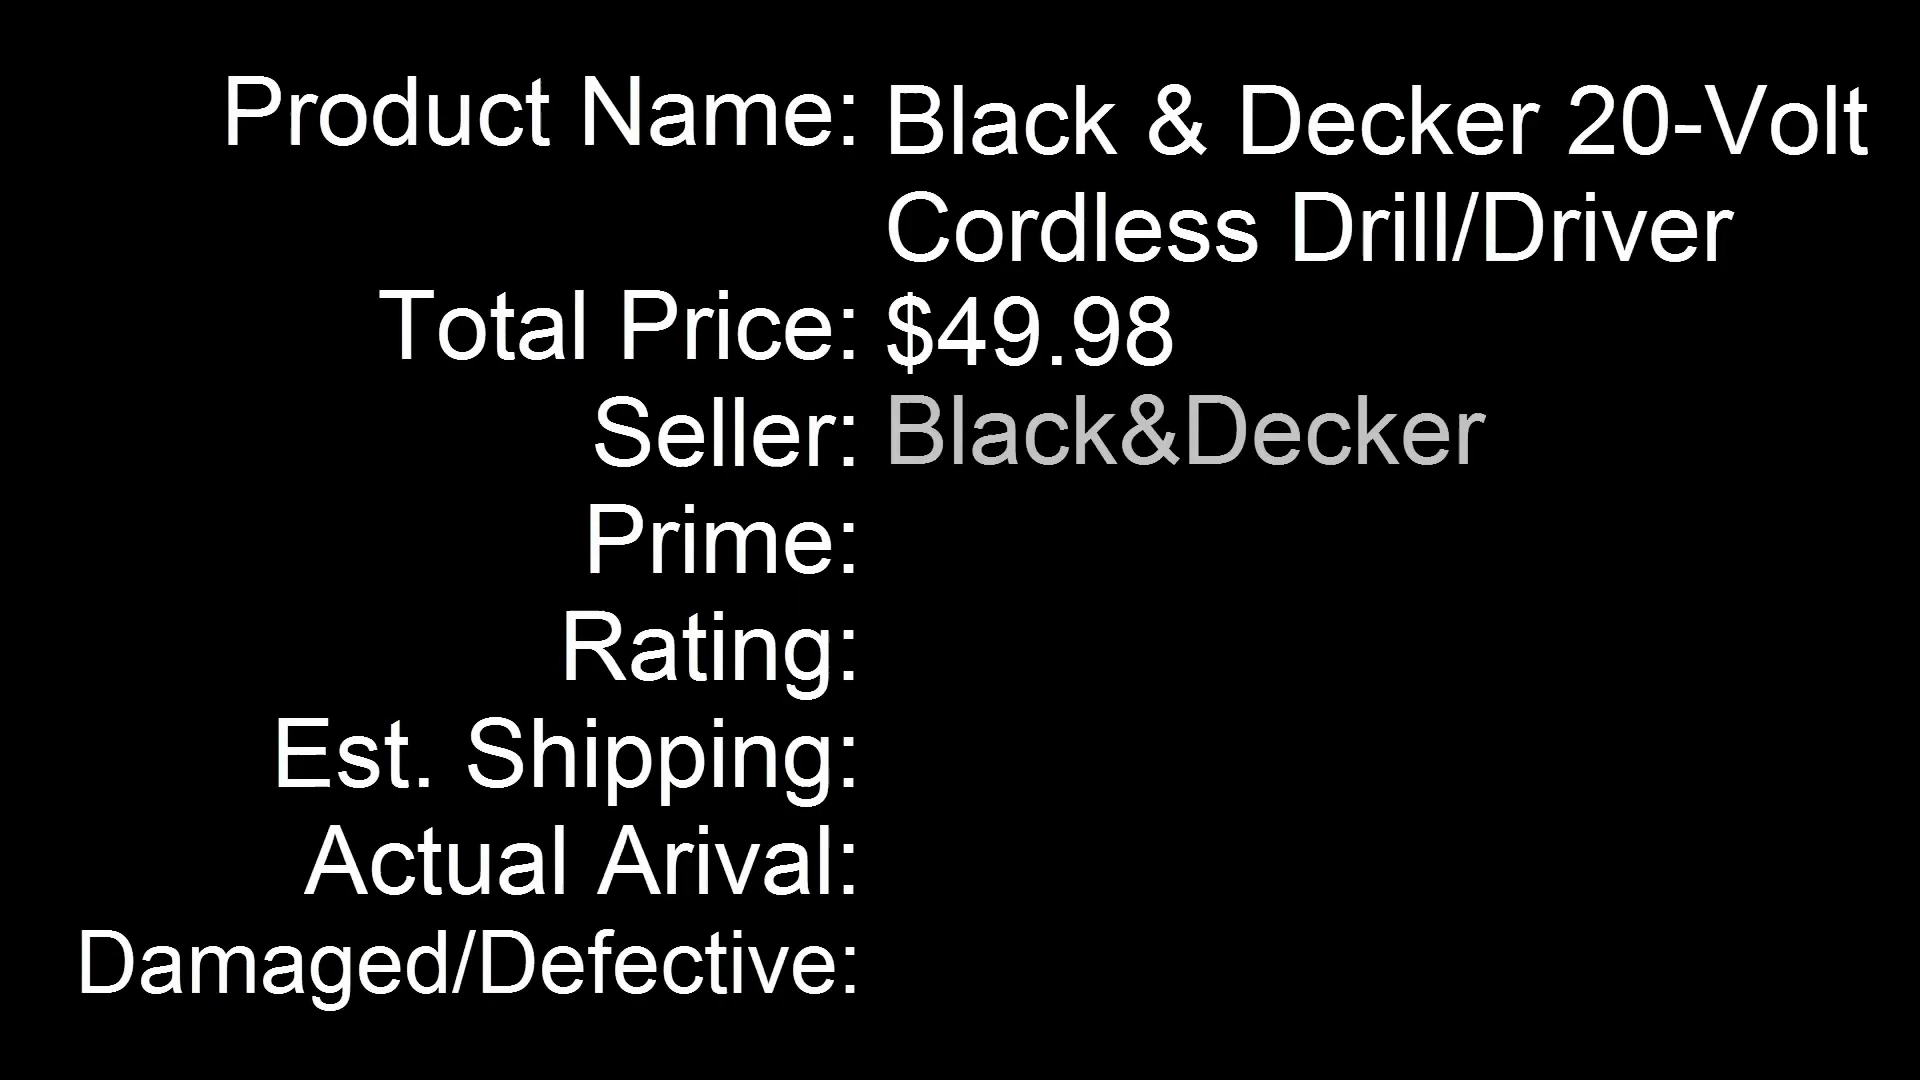 Product Name: Black & Decker 20-Volt
Cordless Drill/Driver
Total Price: $49.98
Seller: Black&Decker
Prime:
Rating:
Est. Shipping:
Actual Arival:
Damaged/Defective: